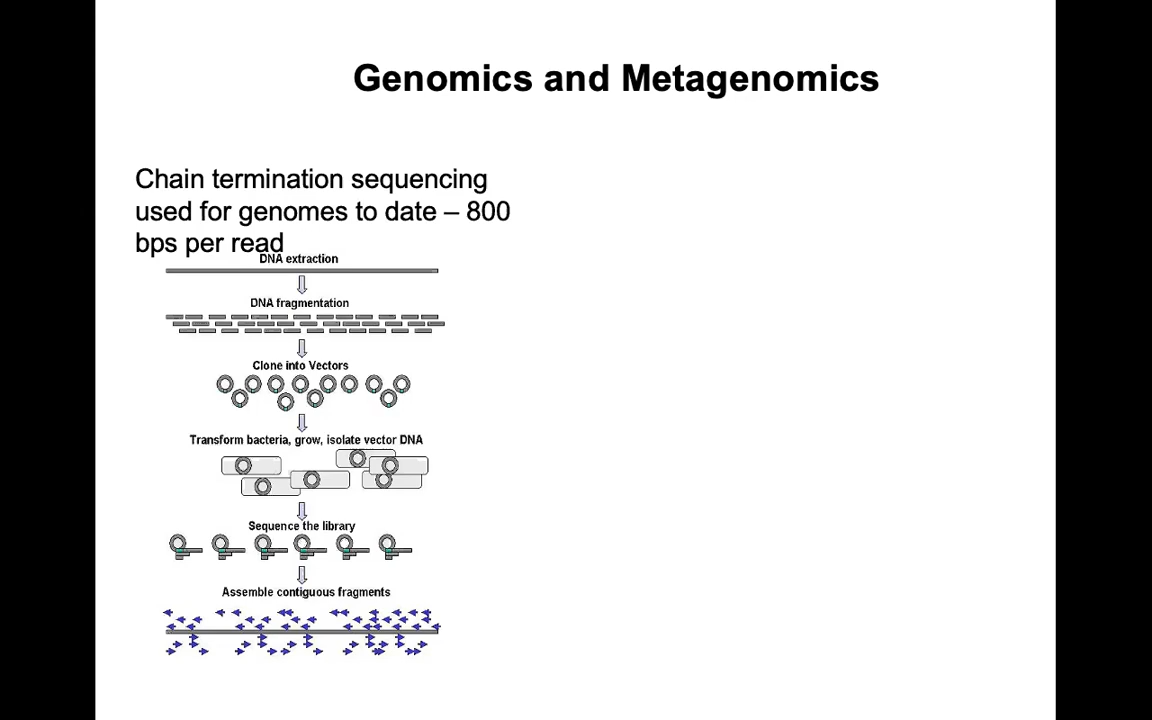 Genomics and Metagenomics
Chain termination sequencing
used for genomes to date – 800
bps per read
DNA extraction
DNA fragmentation
Clone into Vectors
Transform bacteria, grow, isolate vector DNA
Sequence the library
Assemble contiguous fragments